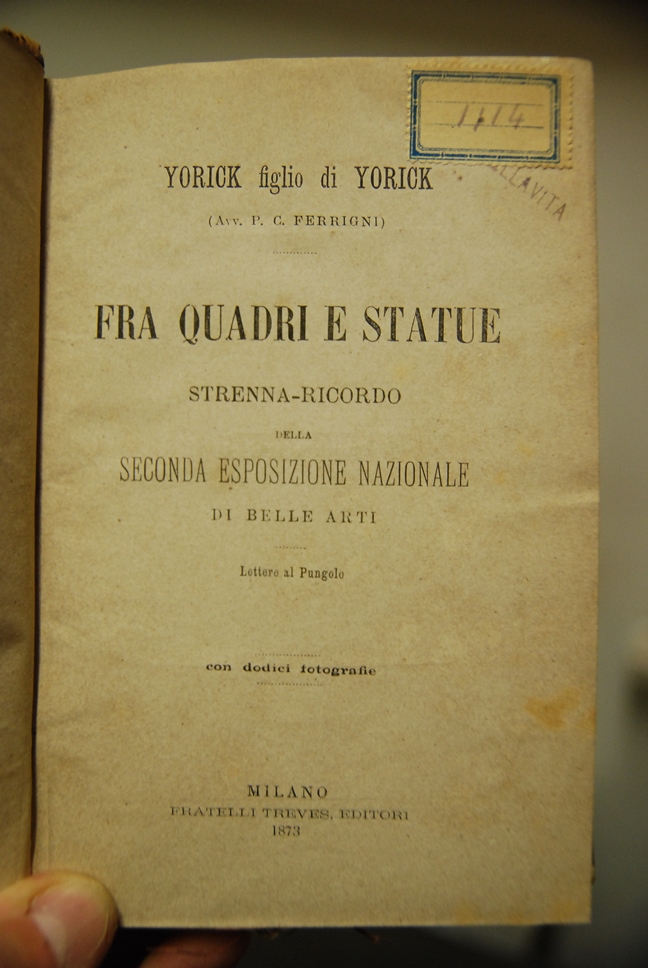 1114
YORICK figlio di YORICK
(Avv. P. C. FERRIGNI)
FRA QUADRI E STATUE
STRENNA-RICORDO
DELLA
SECONDA ESPOSIZIONE NAZIONALE
DI BELLE ARTI
Lettere al Pungolo
con dodici fotografie
MILANO
FRATELLI TREVES, EDITORI
1873